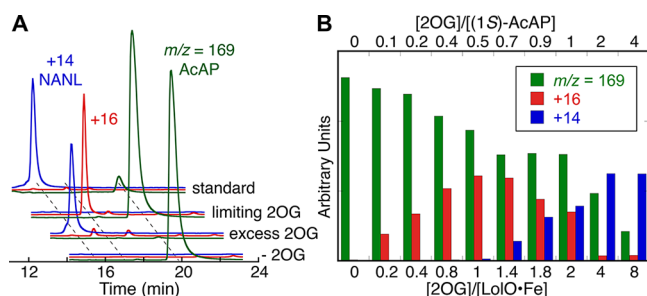 A
+14
NANL
+16
m/z = 169
AcAP
standard
limiting 2OG
excess 2OG
- 2OG
12 16 20 24
Time (min)
B
[2OG]/[(1S)-AcAP]
0 0.1 0.2 0.4 0.5 0.7 0.9 1 2 4
m/z = 169
+16
+14
Arbitrary Units
0 0.2 0.4 0.8 1 1.4 1.8 2 4 8
[2OG]/[LolO•Fe]